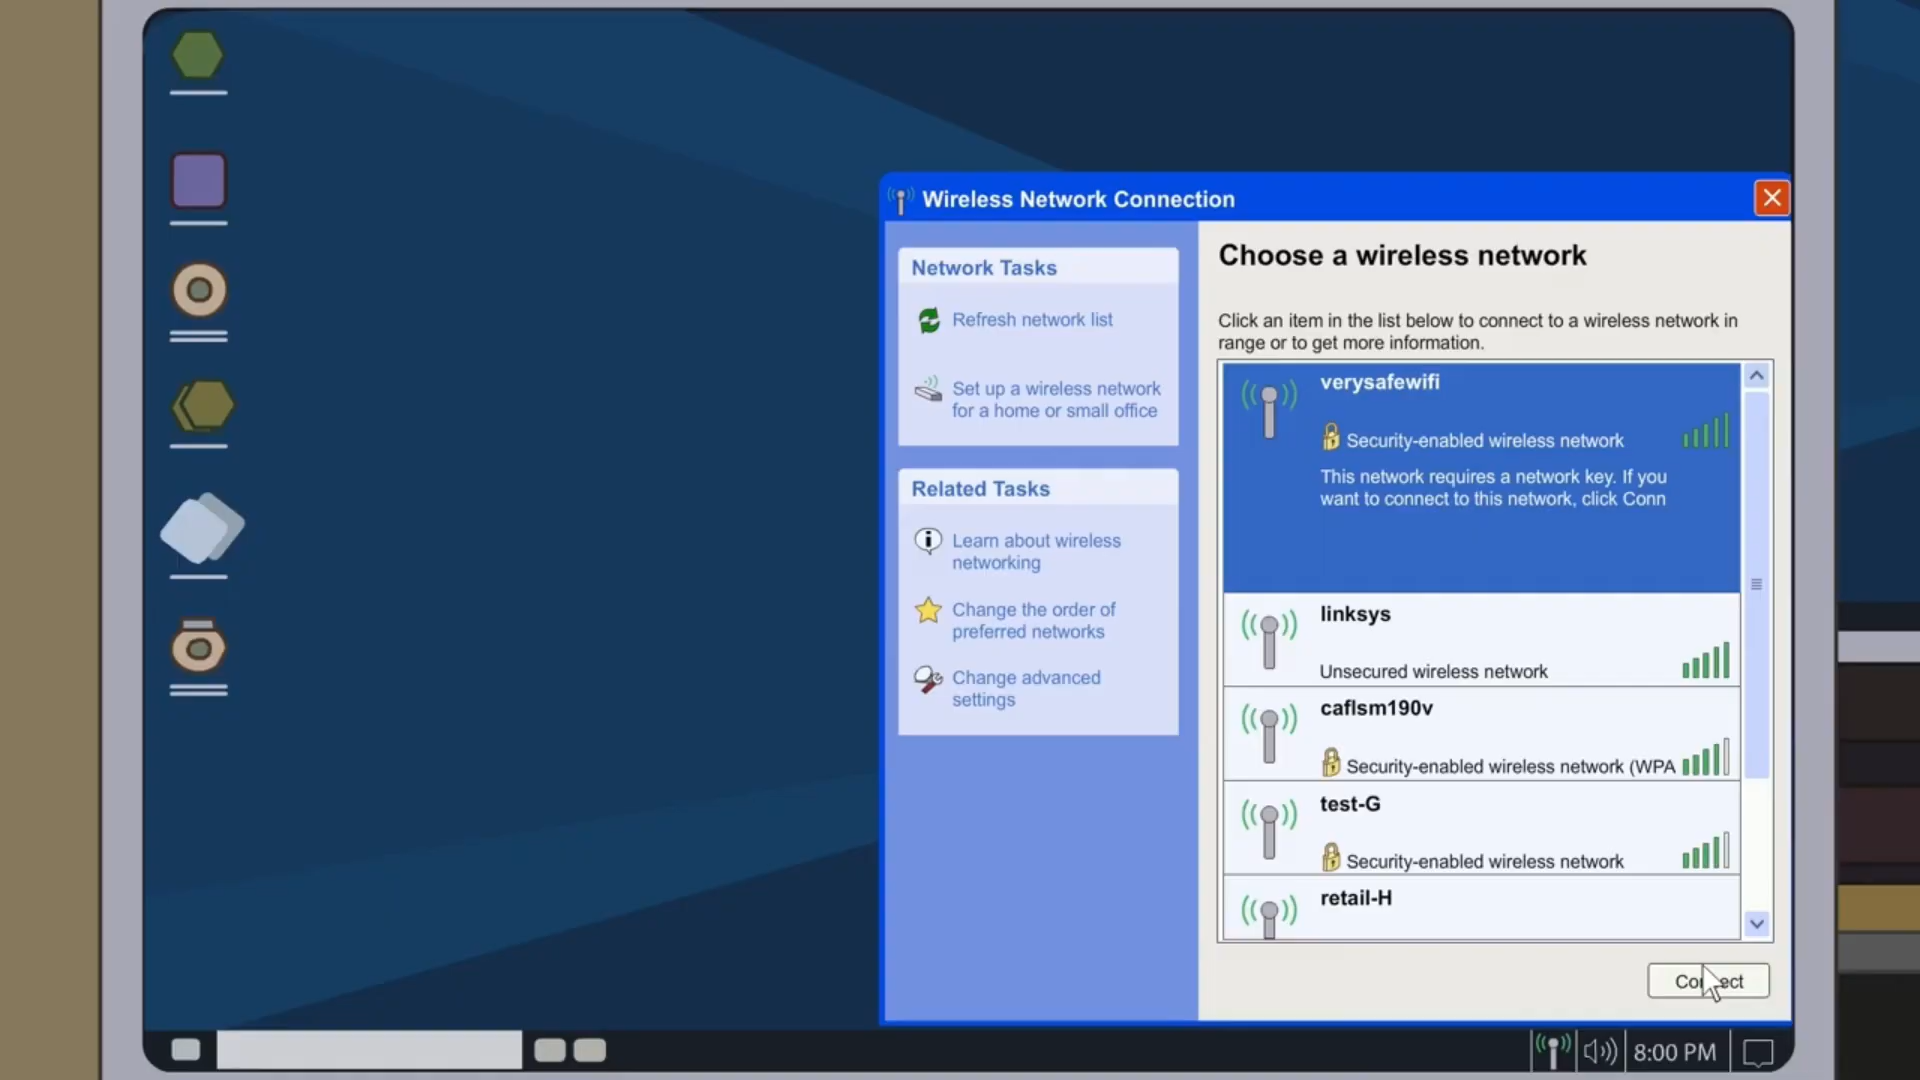 Wireless Network Connection
Network Tasks
Refresh network list
Set up a wireless network
for a home or small office
Related Tasks
Learn about wireless
networking
Change the order of
preferred networks
Change advanced
settings
Choose a wireless network
Click an item in the list below to connect to a wireless network in
range or to get more information.
verysafewifi
Security-enabled wireless network
This network requires a network key. If you
want to connect to this network, click Conn
linksys
Unsecured wireless network
caflsm190v
Security-enabled wireless network (WPA
test-G
Security-enabled wireless network
retail-H
Connect
8:00 PM